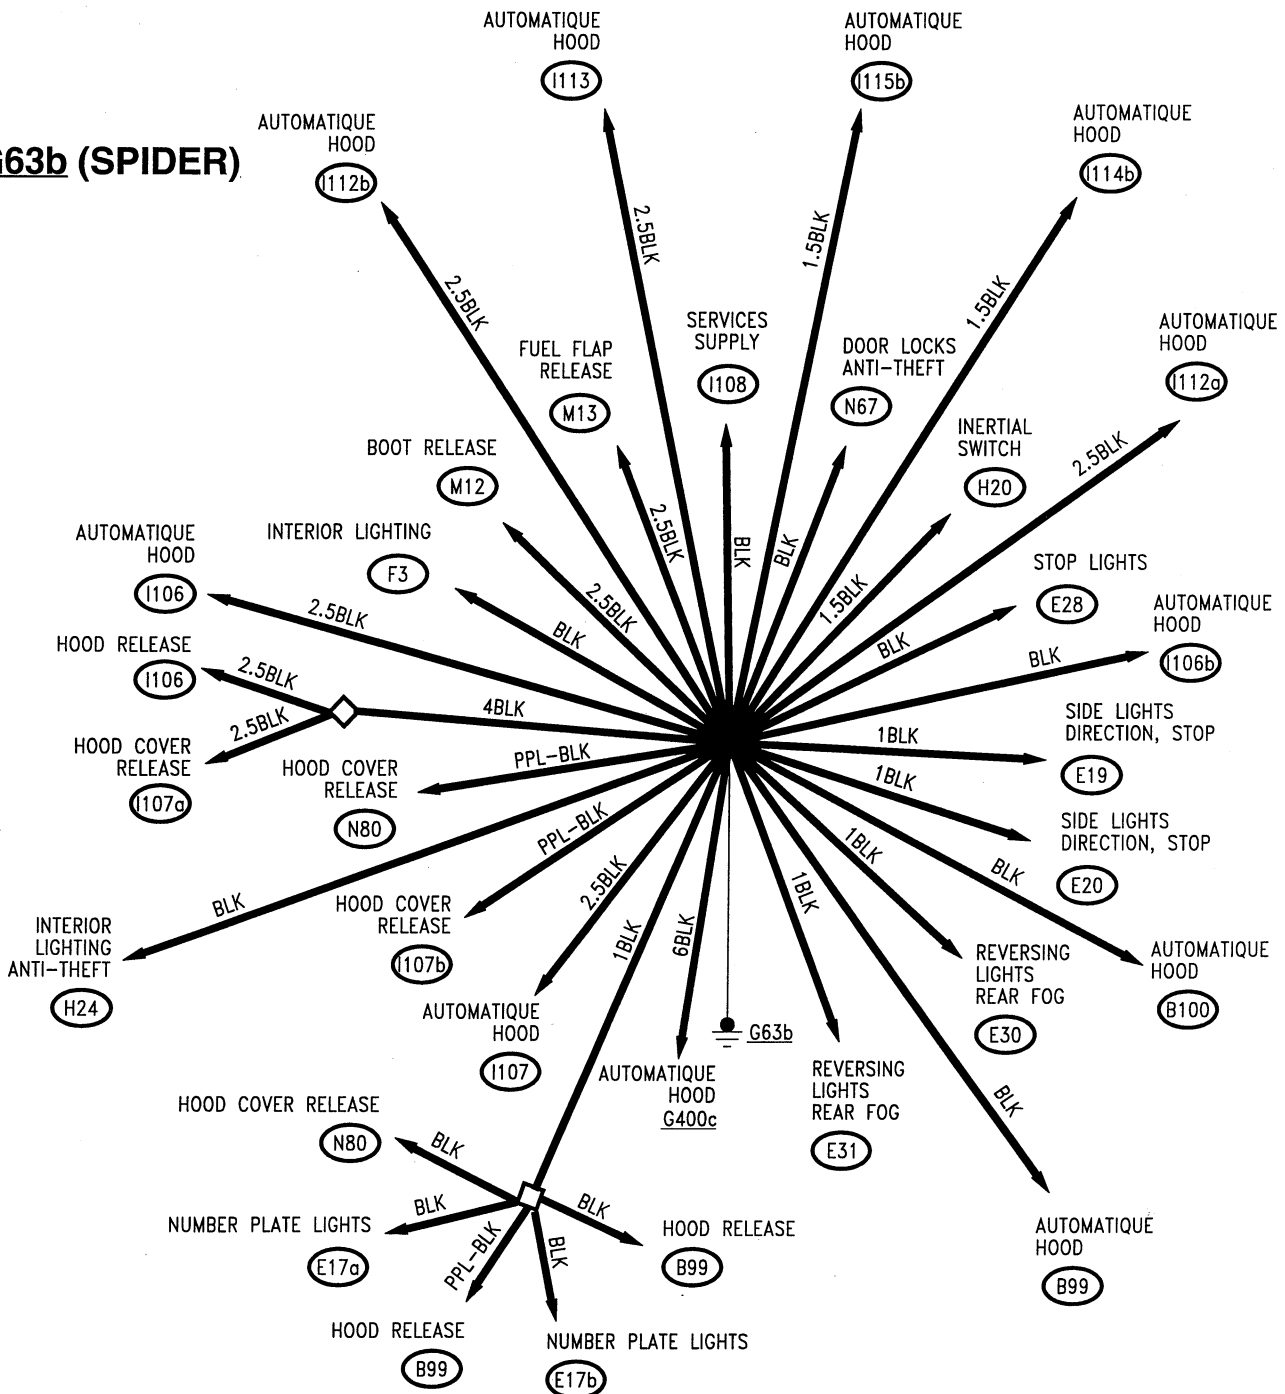 AUTOMATIQUE
HOOD
I113
AUTOMATIQUE
HOOD
I115b
AUTOMATIQUE
HOOD
I112b
AUTOMATIQUE
HOOD
I114b
G63b (SPIDER)
2.5BLK
1.5BLK
2.5BLK
1.5BLK
SERVICES
SUPPLY
I108
FUEL FLAP
RELEASE
M13
DOOR LOCKS
ANTI-THEFT
N67
AUTOMATIQUE
HOOD
I112a
BOOT RELEASE
M12
INERTIAL
SWITCH
H20
2.5BLK
AUTOMATIQUE
HOOD
I106
INTERIOR LIGHTING
F3
2.5BLK
BLK
BLK
STOP LIGHTS
E28
2.5BLK
2.5BLK
BLK
1.5BLK
BLK
AUTOMATIQUE
HOOD
I106b
BLK
HOOD RELEASE
I106
2.5BLK
2.5BLK
4BLK
1BLK
SIDE LIGHTS
DIRECTION, STOP
E19
HOOD COVER
RELEASE
I107a
HOOD COVER
RELEASE
N80
PPL-BLK
1BLK
PPL-BLK
1BLK
SIDE LIGHTS
DIRECTION, STOP
E20
BLK
2.5BLK
1BLK
BLK
INTERIOR
LIGHTING
ANTI-THEFT
H24
HOOD COVER
RELEASE
I107b
1BLK
6BLK
REVERSING
LIGHTS
REAR FOG
E30
AUTOMATIQUE
HOOD
B100
AUTOMATIQUE
HOOD
I107
G63b
AUTOMATIQUE
HOOD
G400c
REVERSING
LIGHTS
REAR FOG
E31
BLK
HOOD COVER RELEASE
N80
BLK
BLK
BLK
NUMBER PLATE LIGHTS
E17a
PPL-BLK
BLK
HOOD RELEASE
B99
AUTOMATIQUE
HOOD
B99
HOOD RELEASE
B99
NUMBER PLATE LIGHTS
E17b